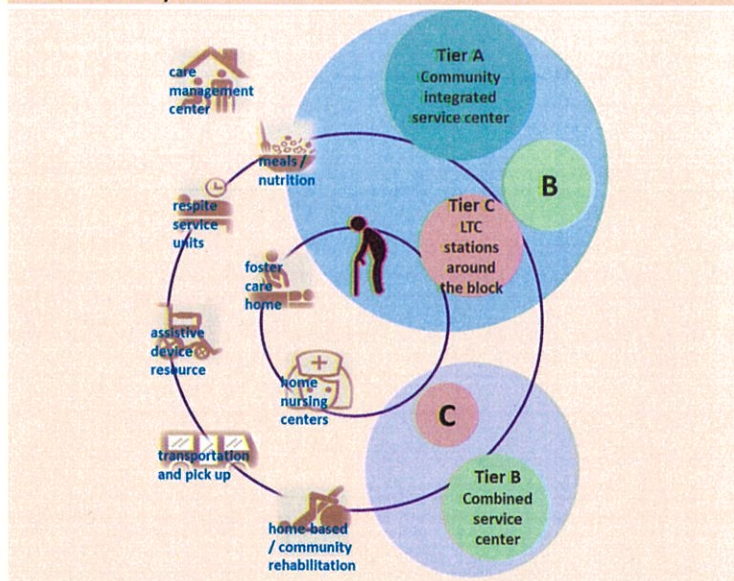 care
management
center
meals /
nutrition
respite
service
units
foster
care
home
assistive
device
resource
home
nursing
centers
transportation
and pick up
home-based
/ community
rehabilitation
Tier A
Community
integrated
service center
B
Tier C
LTC
stations
around
the block
C
Tier B
Combined
service
center